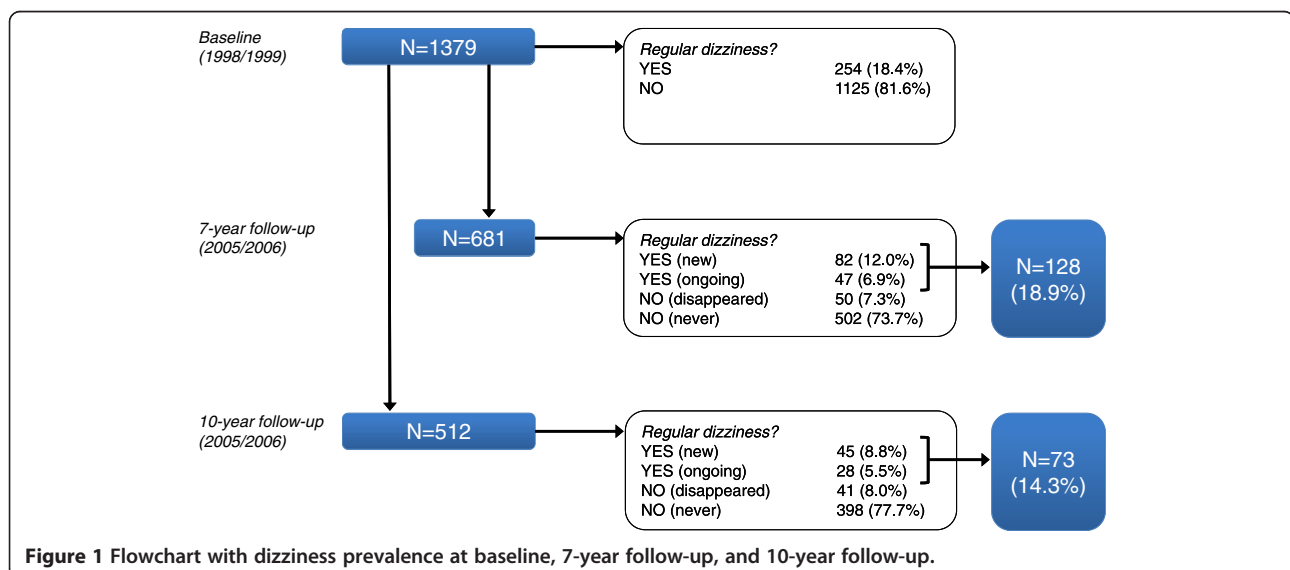 Baseline
(1998/1999)
N=1379
Regular dizziness?
YES 254 (18.4%)
NO 1125 (81.6%)
7-year follow-up
(2005/2006)
N=681
Regular dizziness?
YES (new) 82 (12.0%)
YES (ongoing) 47 (6.9%)
NO (disappeared) 50 (7.3%)
NO (never) 502 (73.7%)
N=128
(18.9%)
10-year follow-up
(2005/2006)
N=512
Regular dizziness?
YES (new) 45 (8.8%)
YES (ongoing) 28 (5.5%)
NO (disappeared) 41 (8.0%)
NO (never) 398 (77.7%)
N=73
(14.3%)
Figure 1 Flowchart with dizziness prevalence at baseline, 7-year follow-up, and 10-year follow-up.